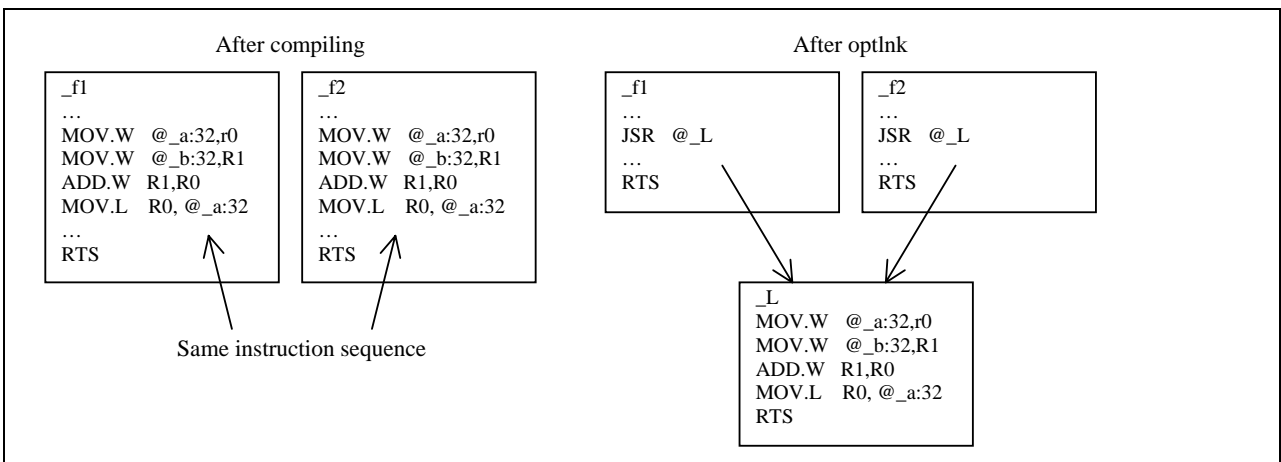 After compiling
_f1
…
MOV.W @_a:32,r0
MOV.W @_b:32,R1
ADD.W R1,R0
MOV.L R0, @_a:32
…
RTS
_f2
…
MOV.W @_a:32,r0
MOV.W @_b:32,R1
ADD.W R1,R0
MOV.L R0, @_a:32
…
RTS
Same instruction sequence
After optlnk
_f1
…
JSR @_L
…
RTS
_f2
…
JSR @_L
…
RTS
_L
MOV.W @_a:32,r0
MOV.W @_b:32,R1
ADD.W R1,R0
MOV.L R0, @_a:32
RTS